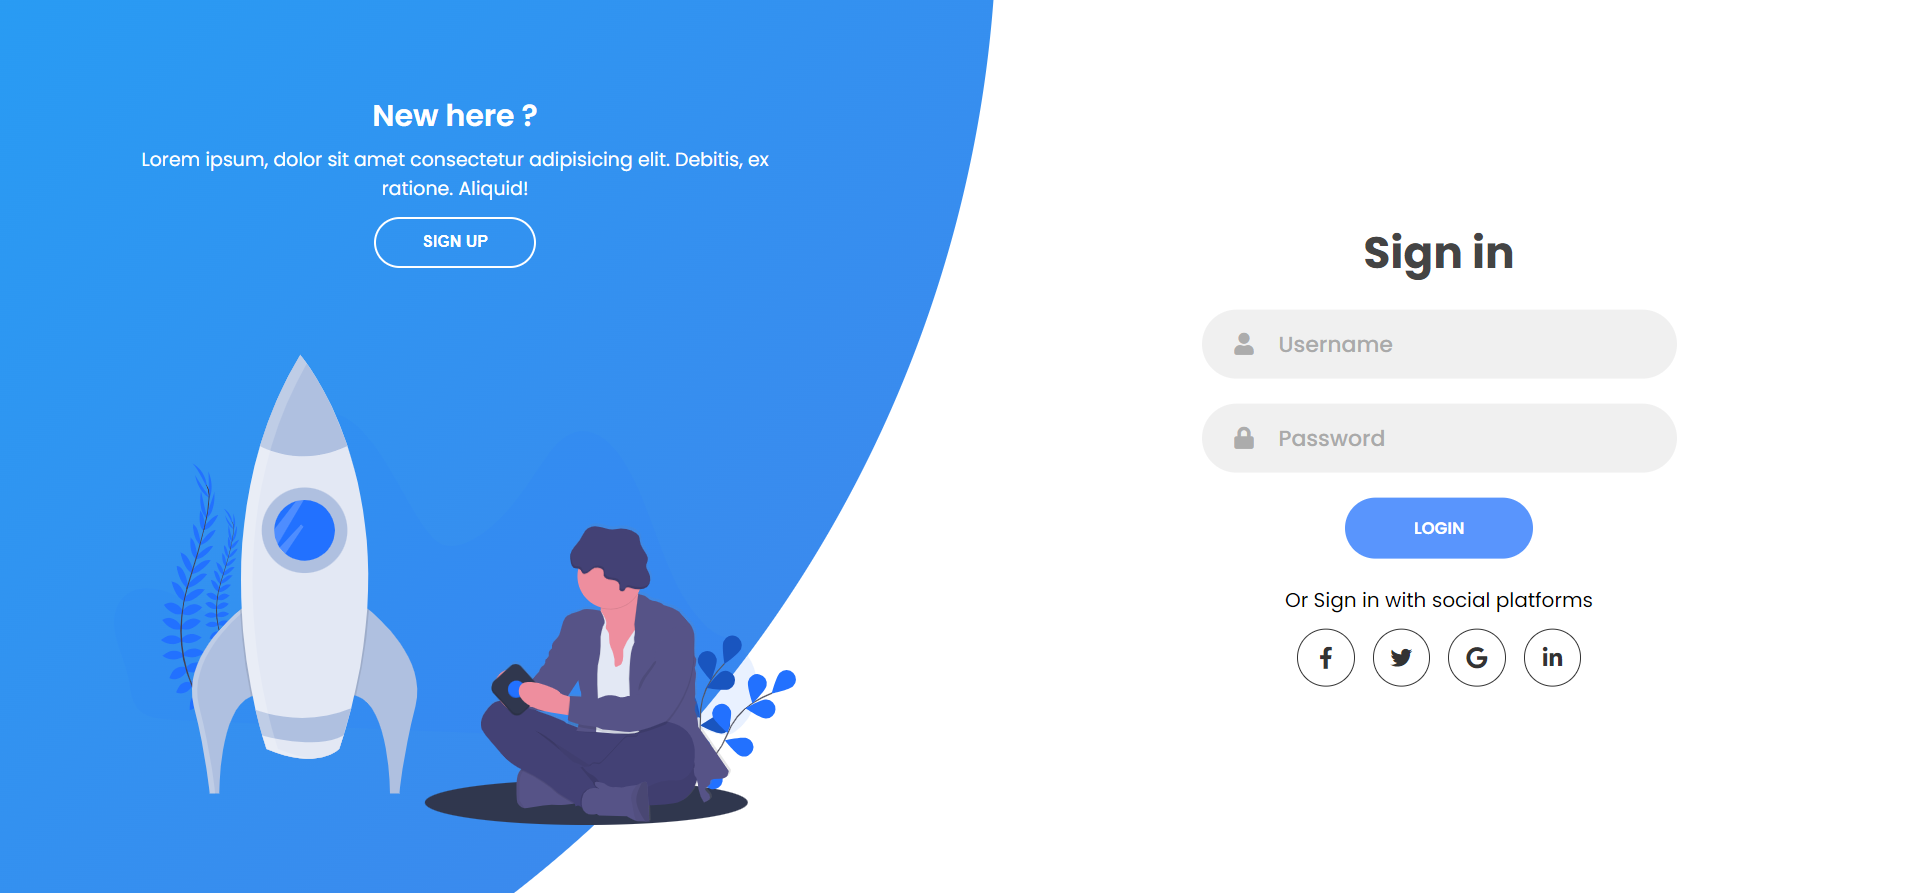 New here ?
Lorem ipsum, dolor sit amet consectetur adipisicing elit. Debitis, ex
ratione. Aliquid!
SIGN UP
Sign in
Username
Password
LOGIN
Or Sign in with social platforms